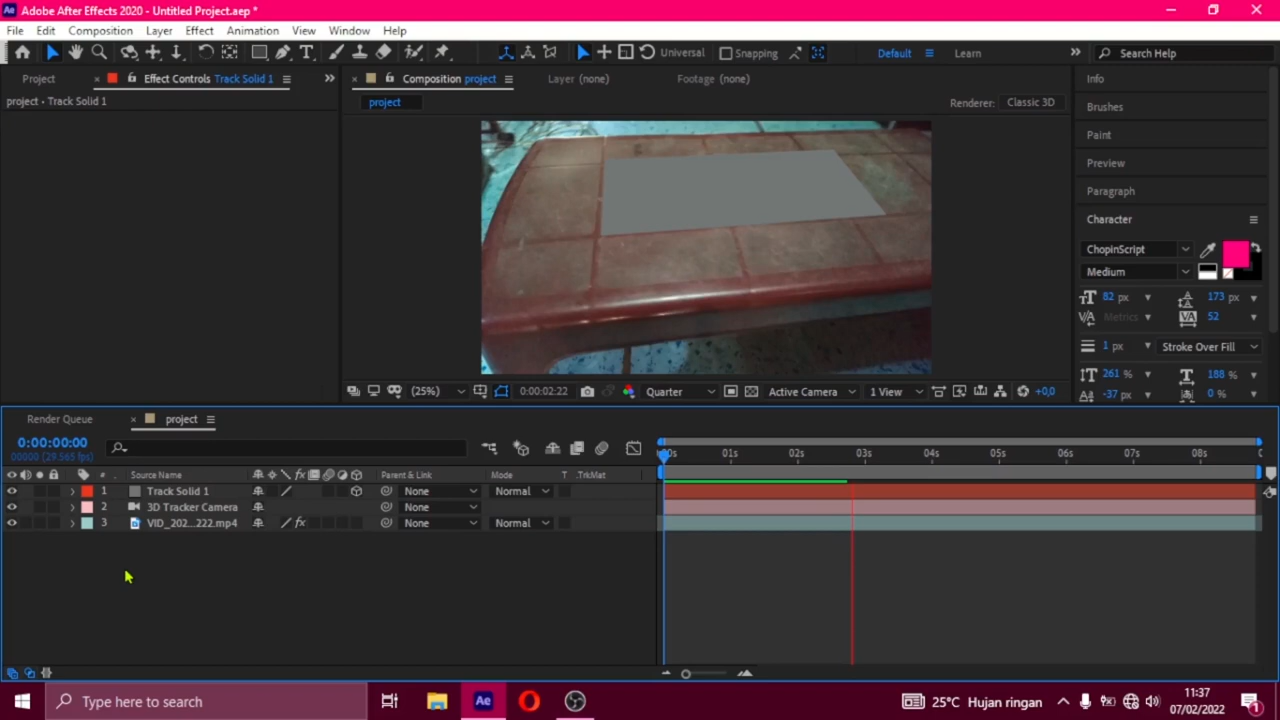 Adobe After Effects 2020 - Untitled Project.aep *
File Edit Composition Layer Effect Animation View Window Help
Universal Snapping Default Learn Search Help
Project Effect Controls Track Solid 1 Composition project Layer (none) Footage (none) Info
project • Track Solid 1 project Renderer: Classic 3D Brushes
Paint
Preview
Paragraph
Character
ChopinScript
Medium
82 px 173 px
Metrics 52
1 px Stroke Over Fill
261 % 188 %
-37 px 0 %
(25%) 0:00:02:22 Quarter Active Camera 1 View +0,0
Render Queue project
0:00:00:00
00000 (29.565 fps)
01s 02s 03s 04s 05s 06s 07s 08s
# Source Name Parent & Link Mode T .TrkMat
1 Track Solid 1 None Normal
2 3D Tracker Camera None
3 VID_202...222.mp4 None Normal
Type here to search 25°C Hujan ringan 11:37
07/02/2022